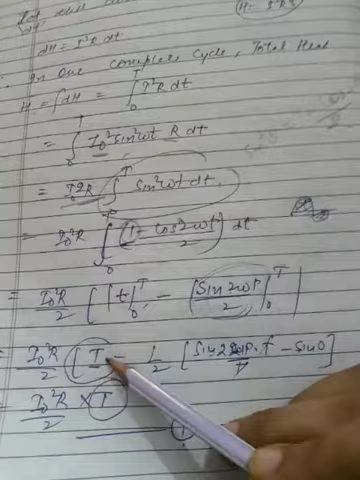 dH = I²R dt
In One complete Cycle, Total Heat
H = ∫dH = ∫₀ᵀ I²R dt
= ∫₀ᵀ I₀² sin²ωt R dt
= I₀²R ∫₀ᵀ sin²ωt dt
= I₀²R ∫₀ᵀ (1 - cos2ωt / 2) dt
= I₀²R/2 [ |t|₀ᵀ - (Sin2ωt / 2)|₀ᵀ
= I₀²R/2 [ T - 1/2 [
- sin0 ]
= I₀²R/2 × T
①